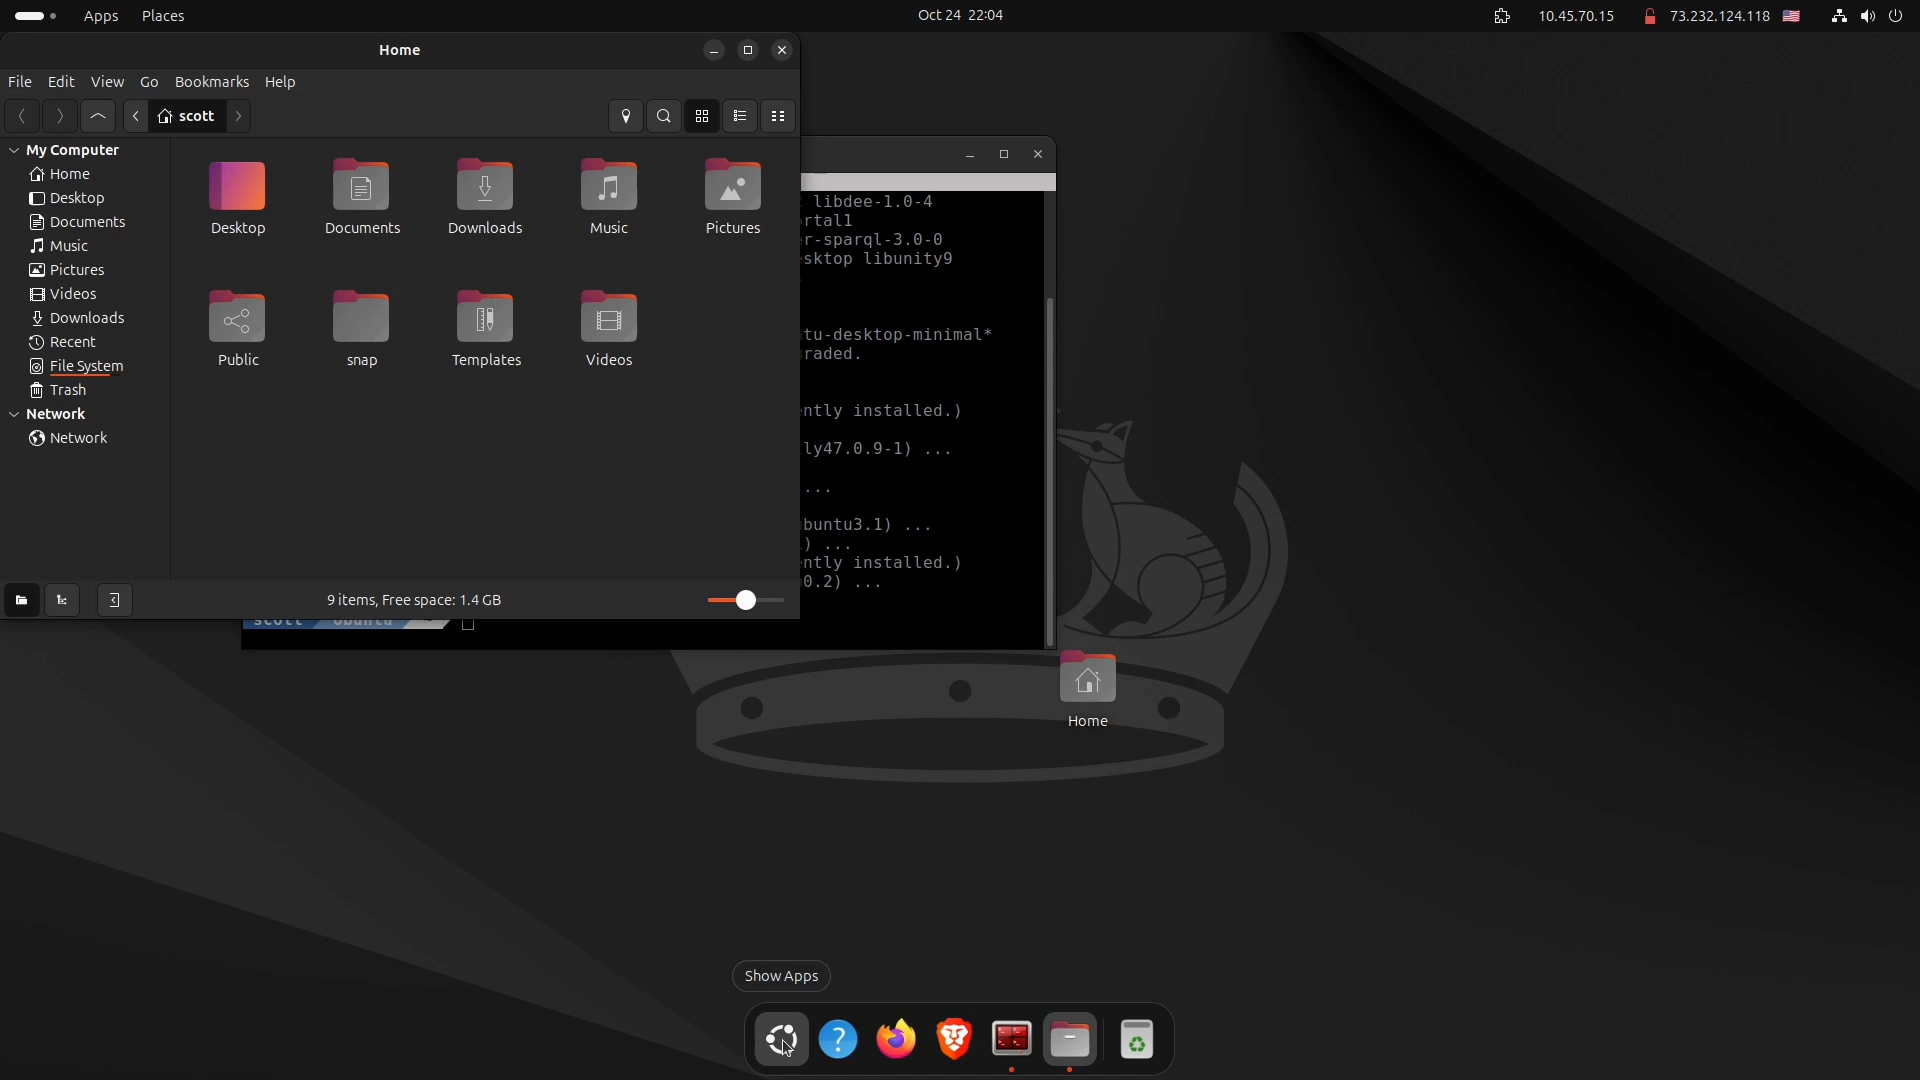 Apps Places
Oct 24 22:04
10.45.70.15
73.232.124.118
Home
File Edit View Go Bookmarks Help
scott
My Computer
Home
Desktop
Documents
Music
Pictures
Videos
Downloads
Recent
File System
Trash
Network
Network
Desktop
Documents
Downloads
Music
Pictures
Public
snap
Templates
Videos
9 items, Free space: 1.4 GB
libdee-1.0-4
rtal1
r-sparql-3.0-0
sktop libunity9
tu-desktop-minimal*
raded.
ntly installed.)
ly47.0.9-1) ...
...
buntu3.1) ...
) ...
ntly installed.)
0.2) ...
scott ubuntu
Home
Show Apps